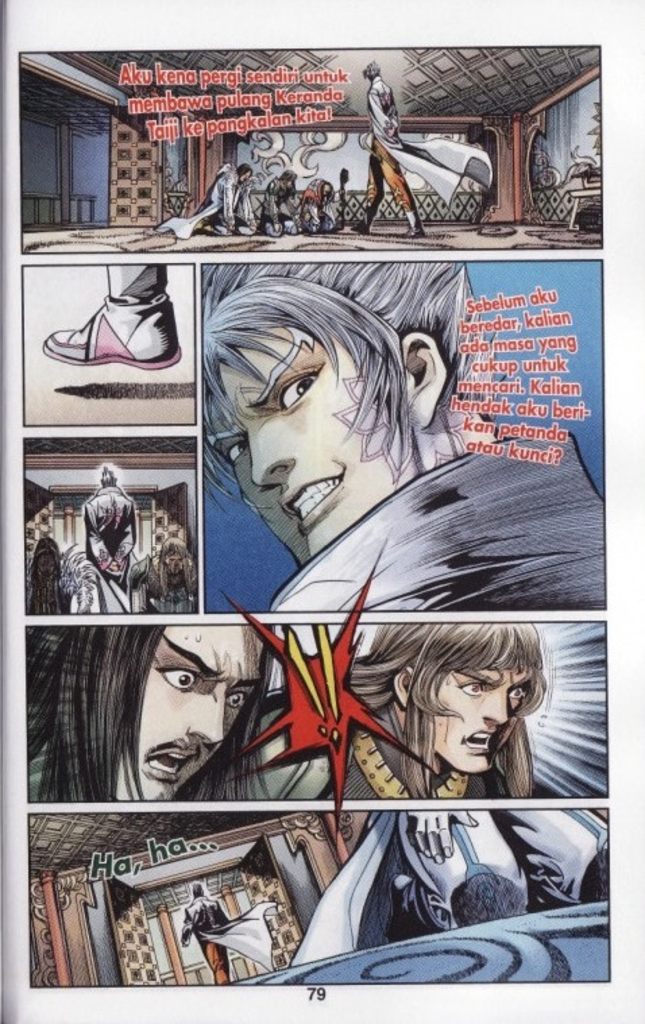 Aku kena pergi sendiri untuk
membawa pulang Keranda
Taiji ke pangkalan kita!
Sebelum aku
beredar, kalian
ada masa yang
cukup untuk
mencari. Kalian
hendak aku beri-
kan petanda
atau kunci?
Ha, ha...
79